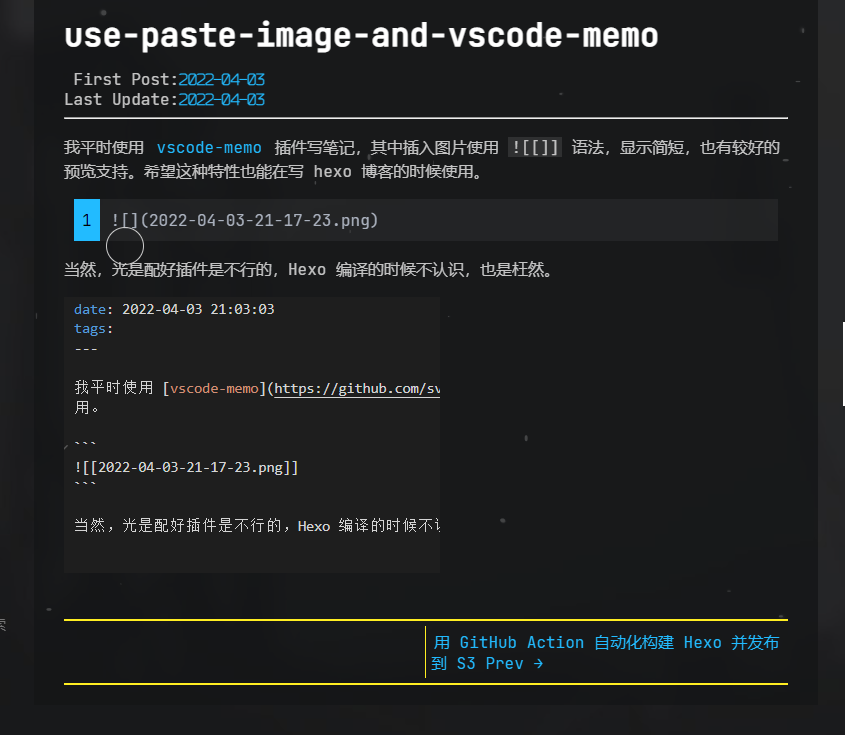 use-paste-image-and-vscode-memo
First Post:2022-04-03
Last Update:2022-04-03
我平时使用 vscode-memo 插件写笔记，其中插入图片使用 ![[]] 语法，显示简短，也有较好的
预览支持。希望这种特性也能在写 hexo 博客的时候使用。
1 ![](2022-04-03-21-17-23.png)
当然，光是配好插件是不行的，Hexo 编译的时候不认识，也是枉然。
date: 2022-04-03 21:03:03
tags:
---
我平时使用 [vscode-memo](https://github.com/sv
用。
```
![[2022-04-03-21-17-23.png]]
```
当然，光是配好插件是不行的，Hexo 编译的时候不
用 GitHub Action 自动化构建 Hexo 并发布
到 S3 Prev →